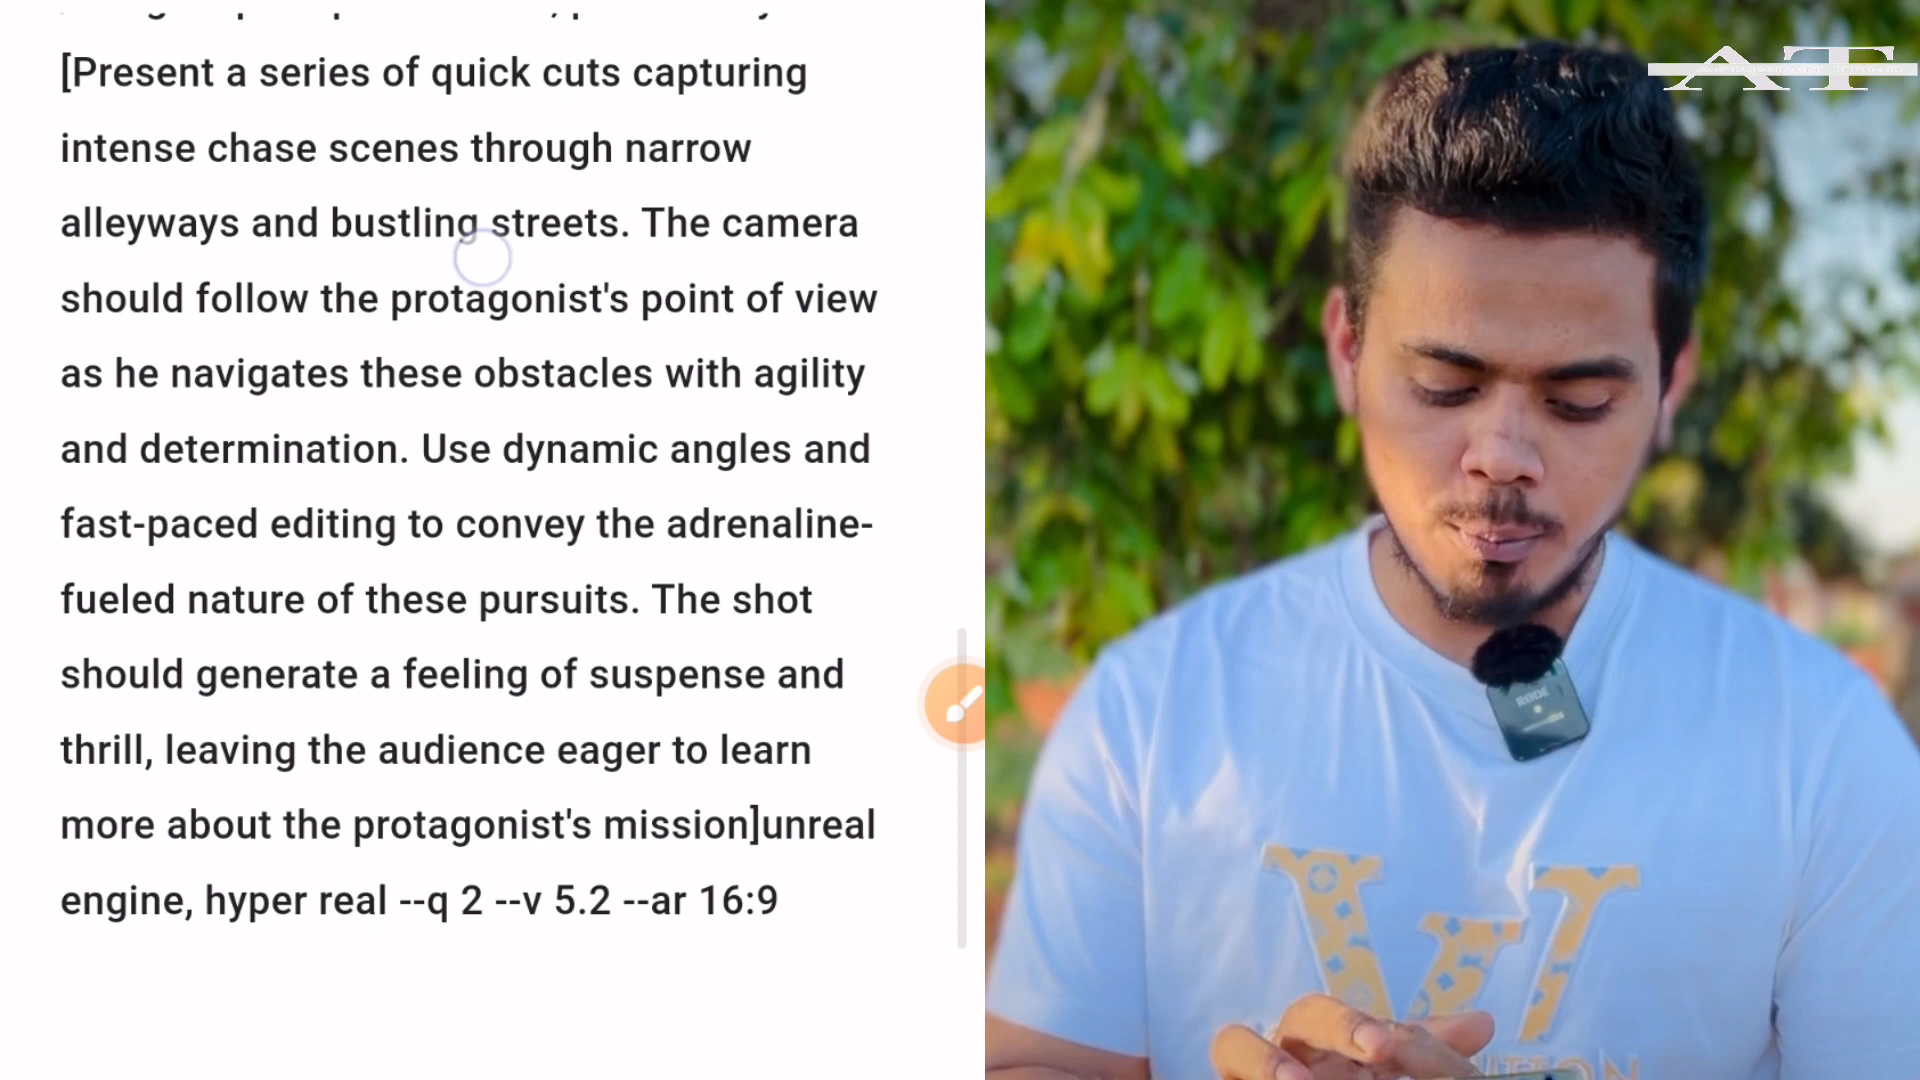 [Present a series of quick cuts capturing
intense chase scenes through narrow
alleyways and bustling streets. The camera
should follow the protagonist's point of view
as he navigates these obstacles with agility
and determination. Use dynamic angles and
fast-paced editing to convey the adrenaline-
fueled nature of these pursuits. The shot
should generate a feeling of suspense and
thrill, leaving the audience eager to learn
more about the protagonist's mission]unreal
engine, hyper real --q 2 --v 5.2 --ar 16:9
AT
RØDE